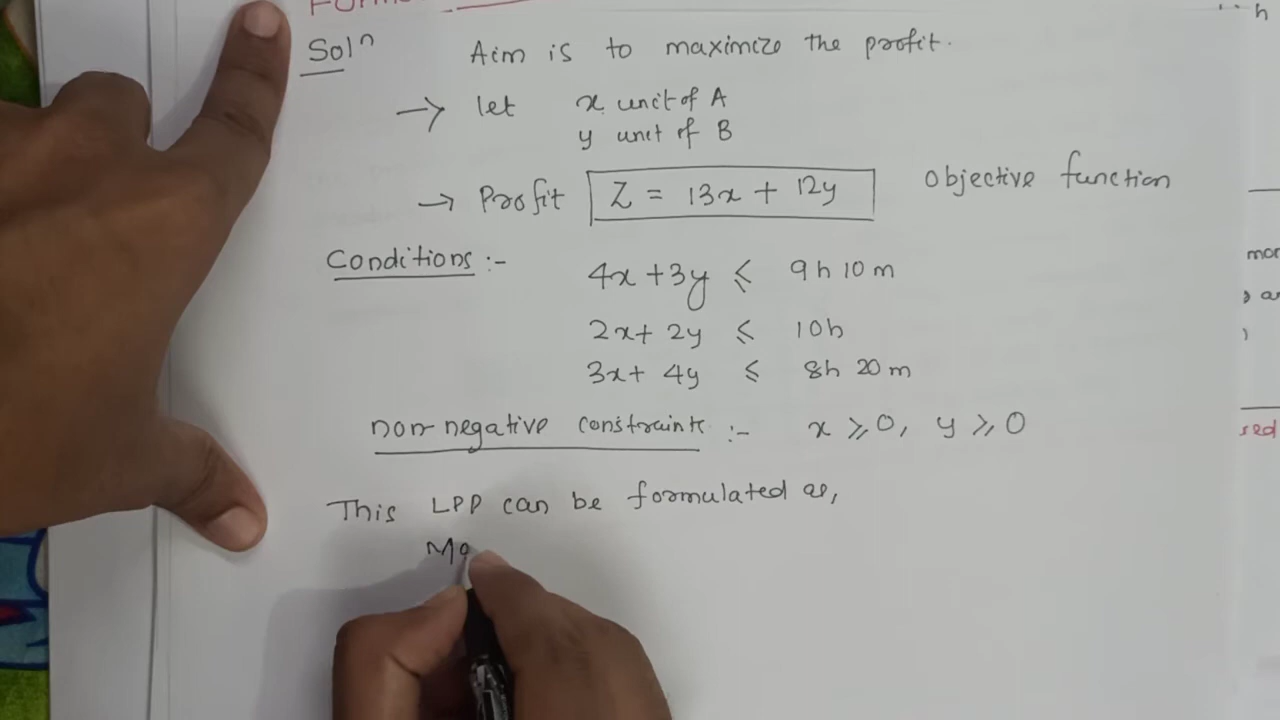 Soln Aim is to maximize the profit.
→ let x unit of A
y unit of B
→ Profit Z = 13x + 12y Objective function
Conditions :-
4x + 3y ≤ 9h 10m
2x + 2y ≤ 10h
3x + 4y ≤ 8h 20m
non-negative constraints :- x ≥ 0, y ≥ 0
This LPP can be formulated as,
Ma